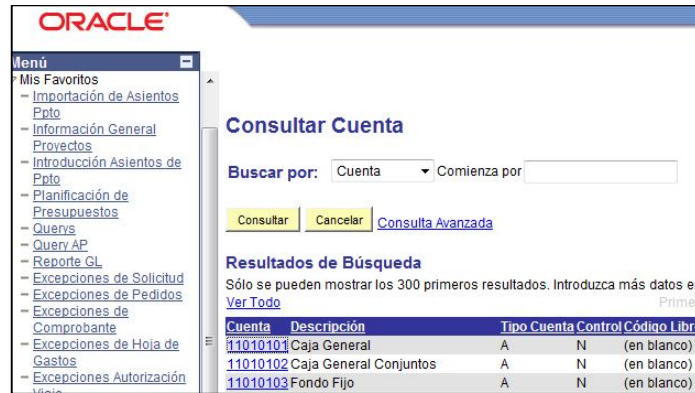 ORACLE
Menú
Mis Favoritos
– Importación de Asientos
Ppto
– Información General
Proyectos
– Introducción Asientos de
Ppto
– Planificación de
Presupuestos
– Querys
– Query AP
– Reporte GL
– Excepciones de Solicitud
– Excepciones de Pedidos
– Excepciones de
Comprobante
– Excepciones de Hoja de
Gastos
– Excepciones Autorización
Viaje
Consultar Cuenta
Buscar por: Cuenta Comienza por
Consultar Cancelar Consulta Avanzada
Resultados de Búsqueda
Sólo se pueden mostrar los 300 primeros resultados. Introduzca más datos e
Ver Todo Prime
Cuenta Descripción Tipo Cuenta Control Código Libr
11010101 Caja General A N (en blanco)
11010102 Caja General Conjuntos A N (en blanco)
11010103 Fondo Fijo A N (en blanco)